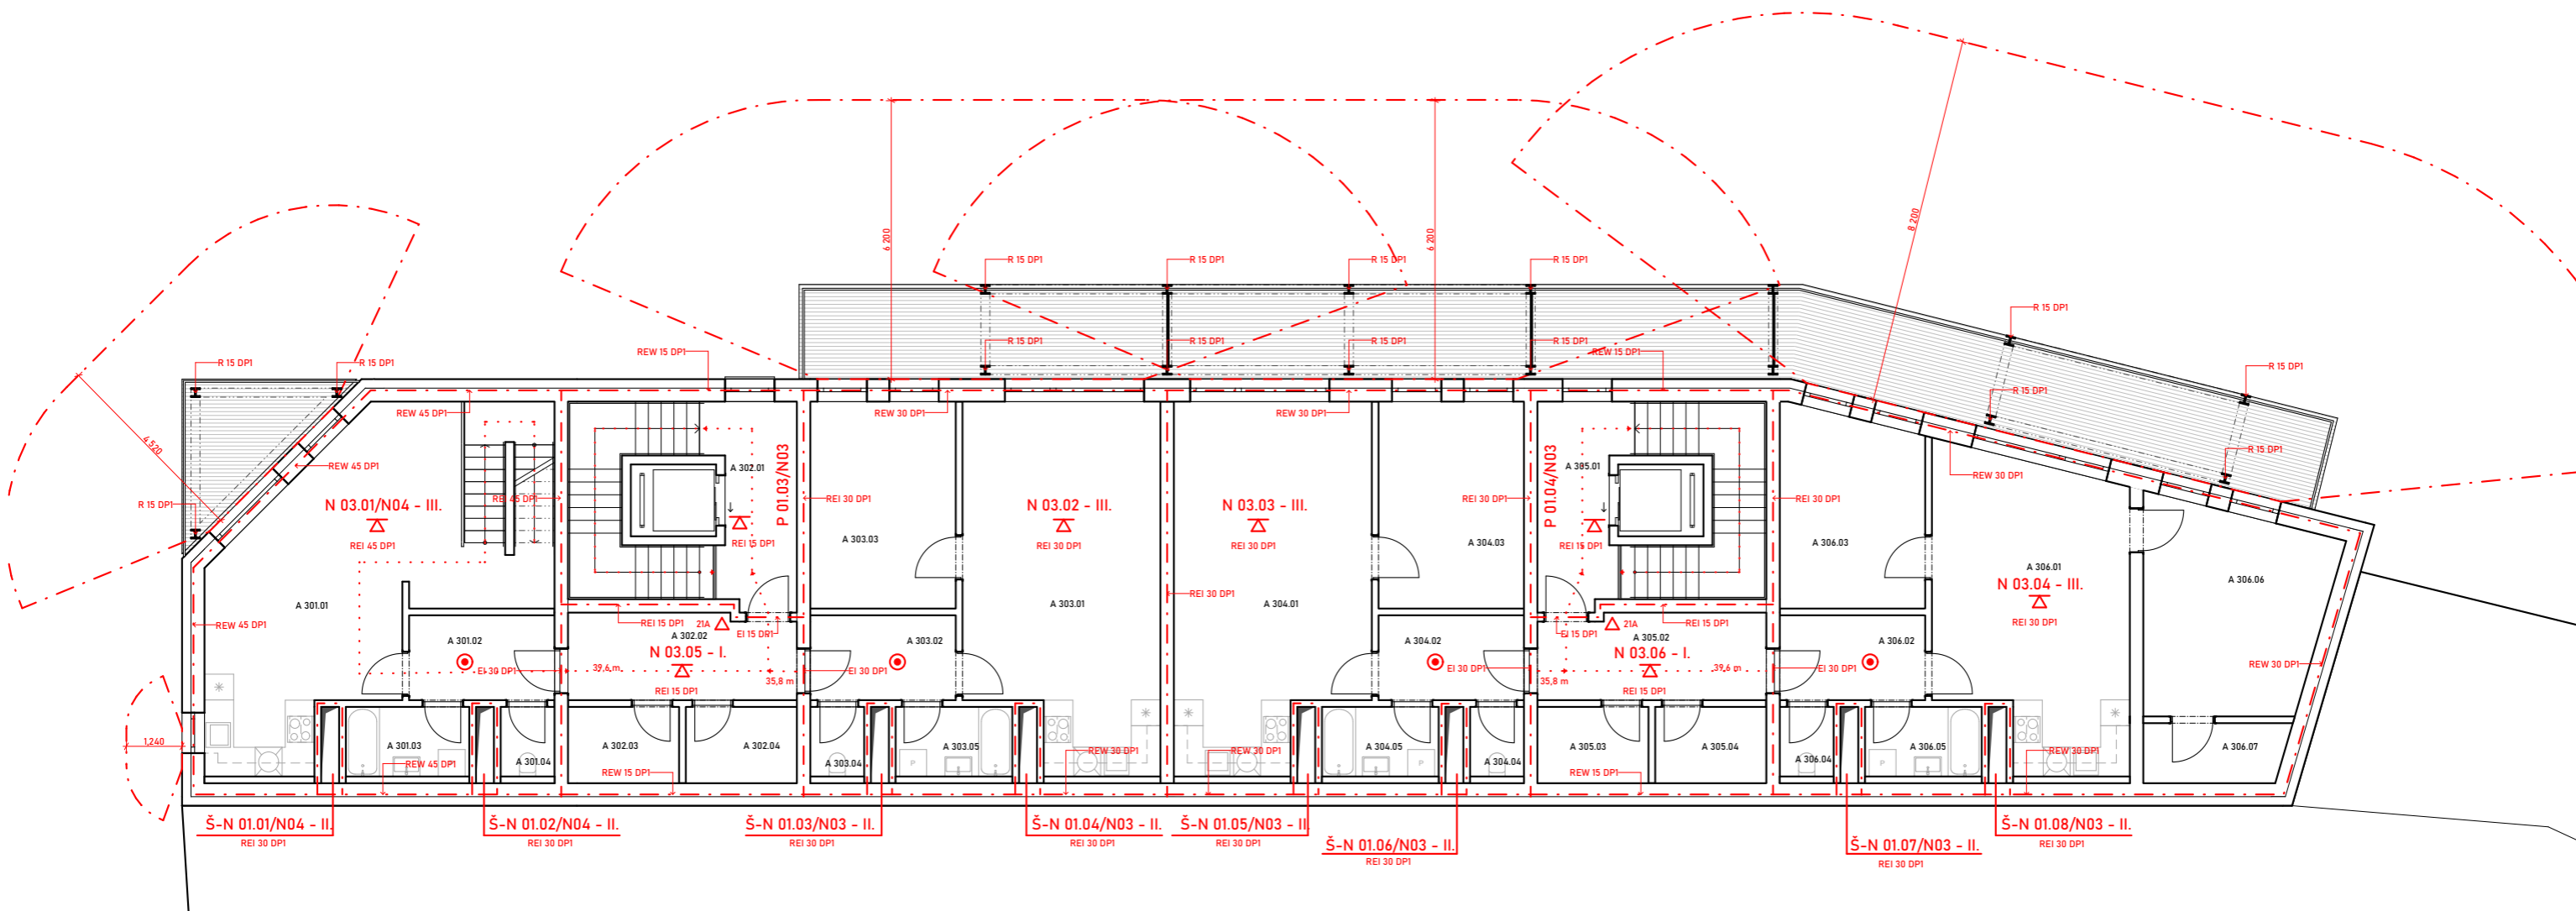 8 200
6 200
6 200
R 15 DP1
R 15 DP1
R 15 DP1
R 15 DP1
R 15 DP1
R 15 DP1
R 15 DP1
R 15 DP1
R 15 DP1
R 15 DP1
R 15 DP1
REW 15 DP1
REW 15 DP1
R 15 DP1
R 15 DP1
R 15 DP1
R 15 DP1
R 15 DP1
4 520
REW 45 DP1
REW 30 DP1
REW 30 DP1
REW 45 DP1
A 302.01
A 385.01
REW 30 DP1
P 01.03/N03
P 01.04/N03
REI 45 DP1
REI 30 DP1
REI 30 DP1
REI 30 DP1
N 03.01/N04 - III.
REI 45 DP1
N 03.02 - III.
REI 30 DP1
N 03.03 - III.
REI 30 DP1
REI 15 DP1
REI 15 DP1
A 303.03
A 304.03
A 306.03
A 306.01
N 03.04 - III.
REI 30 DP1
A 306.06
A 301.01
A 303.01
A 304.01
REI 30 DP1
REW 45 DP1
REI 15 DP1
21A
EI 15 DP1
EI 15 DP1
21A
REI 15 DP1
A 301.02
A 302.02
A 303.02
A 304.02
A 305.02
A 306.02
N 03.05 - I.
REI 15 DP1
N 03.06 - I.
REI 15 DP1
EI 30 DP1
39,6 m
35,8 m
EI 30 DP1
EI 30 DP1
35,8 m
39,6 m
EI 30 DP1
REW 30 DP1
1,240
A 301.03
A 301.04
A 302.03
A 302.04
A 303.04
A 303.05
A 304.05
A 304.04
A 305.03
A 305.04
A 306.04
A 306.05
A 306.07
P
P
P
REW 45 DP1
REW 15 DP1
REW 30 DP1
REW 30 DP1
REW 15 DP1
REW 30 DP1
Š-N 01.01/N04 - II.
REI 30 DP1
Š-N 01.02/N04 - II.
REI 30 DP1
Š-N 01.03/N03 - II.
REI 30 DP1
Š-N 01.04/N03 - II.
REI 30 DP1
Š-N 01.05/N03 - II.
REI 30 DP1
Š-N 01.06/N03 - II.
REI 30 DP1
Š-N 01.07/N03 - II.
REI 30 DP1
Š-N 01.08/N03 - II.
REI 30 DP1